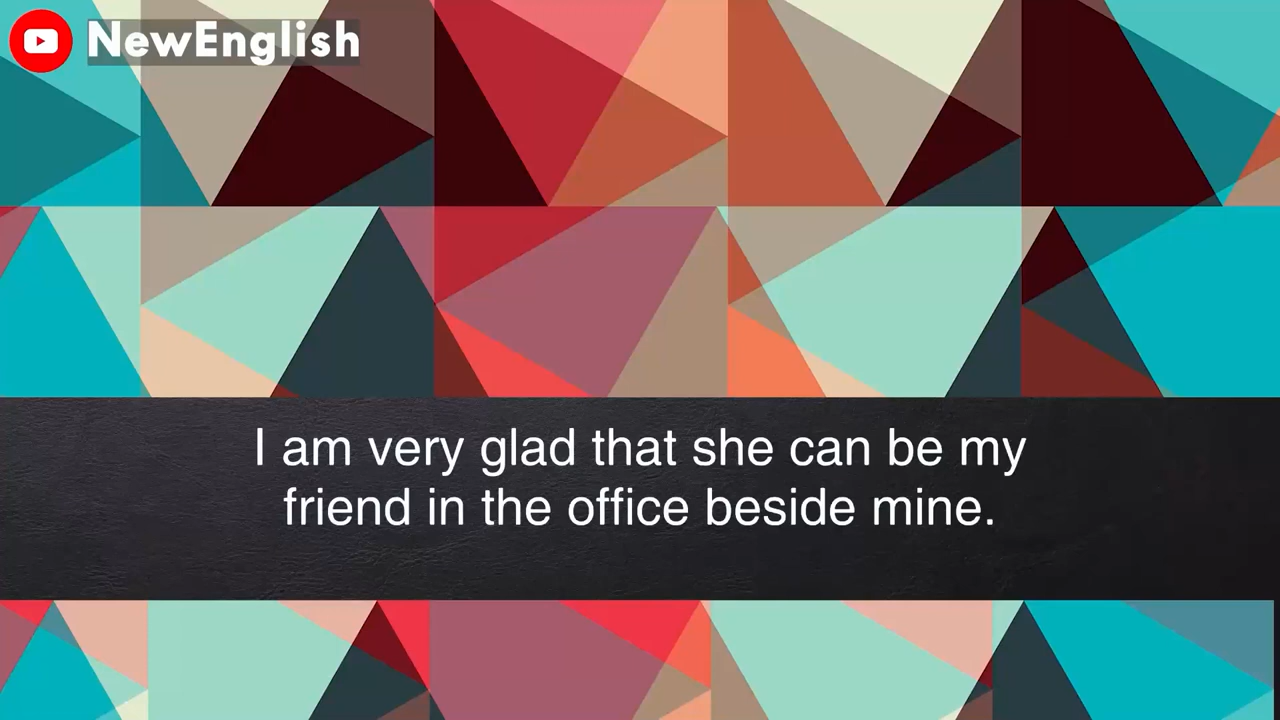 NewEnglish
I am very glad that she can be my
friend in the office beside mine.